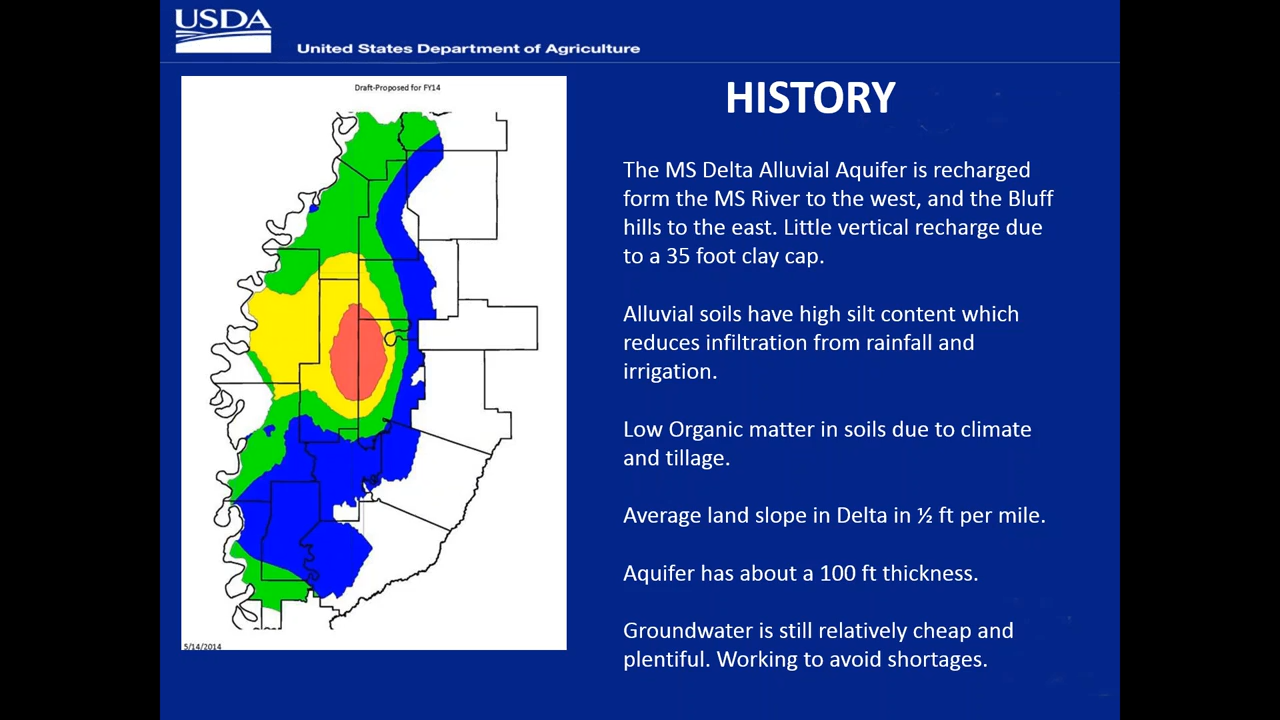 USDA
United States Department of Agriculture
Draft-Proposed for FY14
5/14/2014
HISTORY
The MS Delta Alluvial Aquifer is recharged
form the MS River to the west, and the Bluff
hills to the east. Little vertical recharge due
to a 35 foot clay cap.
Alluvial soils have high silt content which
reduces infiltration from rainfall and
irrigation.
Low Organic matter in soils due to climate
and tillage.
Average land slope in Delta in ½ ft per mile.
Aquifer has about a 100 ft thickness.
Groundwater is still relatively cheap and
plentiful. Working to avoid shortages.